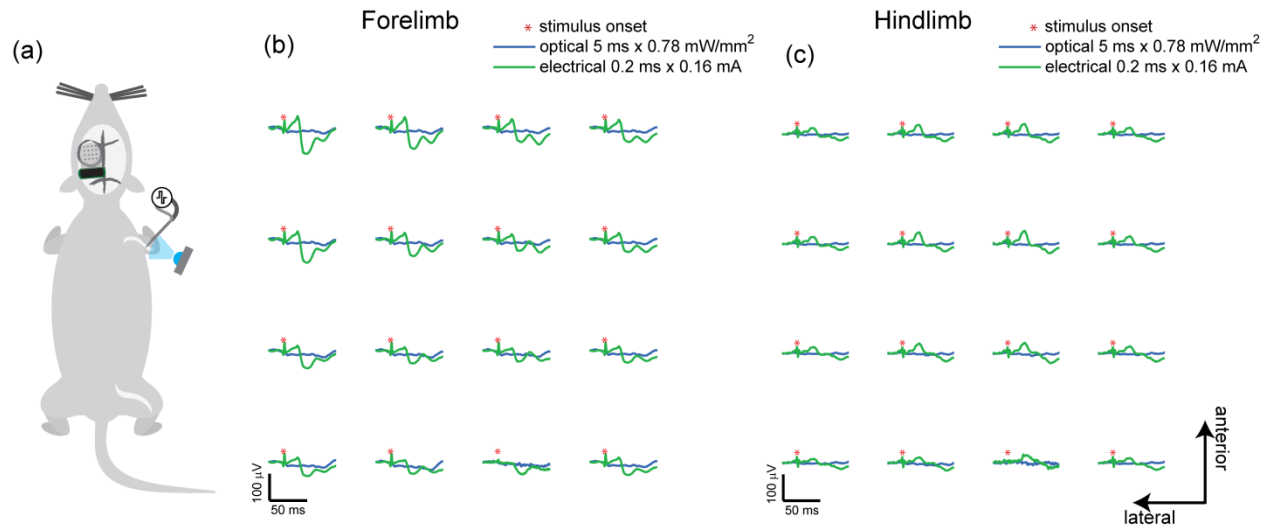 (a)
(b)
Forelimb
* stimulus onset
optical 5 ms x 0.78 mW/mm²
electrical 0.2 ms x 0.16 mA
100 μV
50 ms
(c)
Hindlimb
* stimulus onset
optical 5 ms x 0.78 mW/mm²
electrical 0.2 ms x 0.16 mA
100 μV
50 ms
anterior
lateral